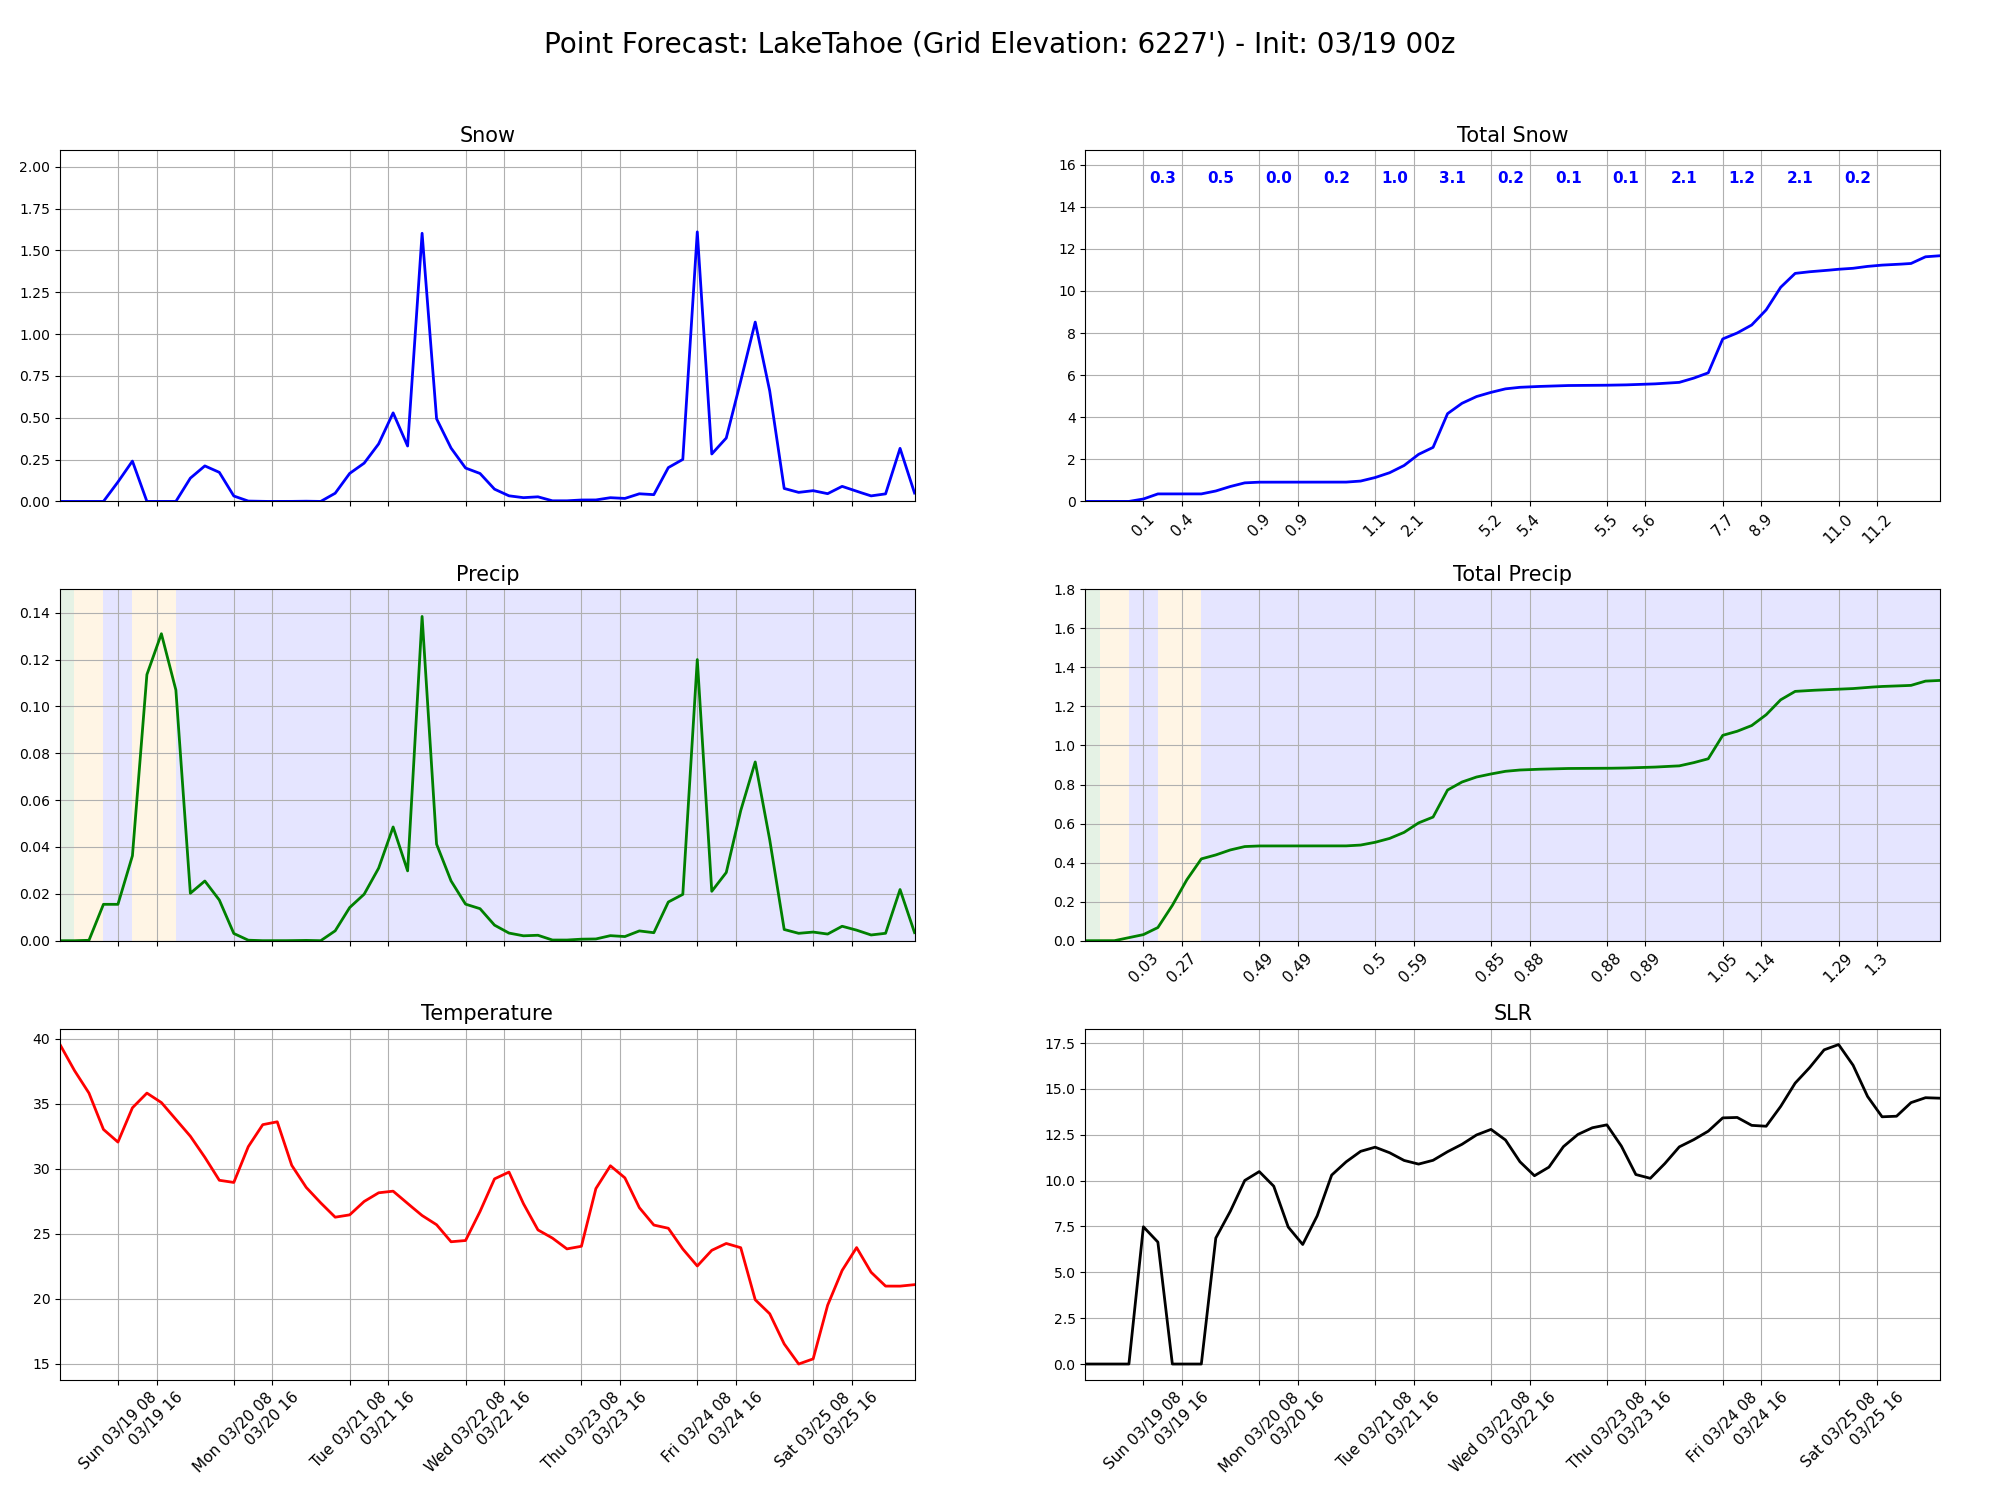 Point Forecast: LakeTahoe (Grid Elevation: 6227') - Init: 03/19 00z
Snow
2.00
1.75
1.50
1.25
1.00
0.75
0.50
0.25
0.00
Total Snow
16
14
12
10
8
6
4
2
0
0.3 0.5 0.0 0.2 1.0 3.1 0.2 0.1 0.1 2.1 1.2 2.1 0.2
0.1 0.4 0.9 0.9 1.1 2.1 5.2 5.4 5.5 5.6 7.7 8.9 11.0 11.2
Precip
0.14
0.12
0.10
0.08
0.06
0.04
0.02
0.00
Total Precip
1.8
1.6
1.4
1.2
1.0
0.8
0.6
0.4
0.2
0.0
0.03 0.27 0.49 0.49 0.5 0.59 0.85 0.88 0.88 0.89 1.05 1.14 1.29 1.3
Temperature
40
35
30
25
20
15
Sun 03/19 08
03/19 16
Mon 03/20 08
03/20 16
Tue 03/21 08
03/21 16
Wed 03/22 08
03/22 16
Thu 03/23 08
03/23 16
Fri 03/24 08
03/24 16
Sat 03/25 08
03/25 16
SLR
17.5
15.0
12.5
10.0
7.5
5.0
2.5
0.0
Sun 03/19 08
03/19 16
Mon 03/20 08
03/20 16
Tue 03/21 08
03/21 16
Wed 03/22 08
03/22 16
Thu 03/23 08
03/23 16
Fri 03/24 08
03/24 16
Sat 03/25 08
03/25 16